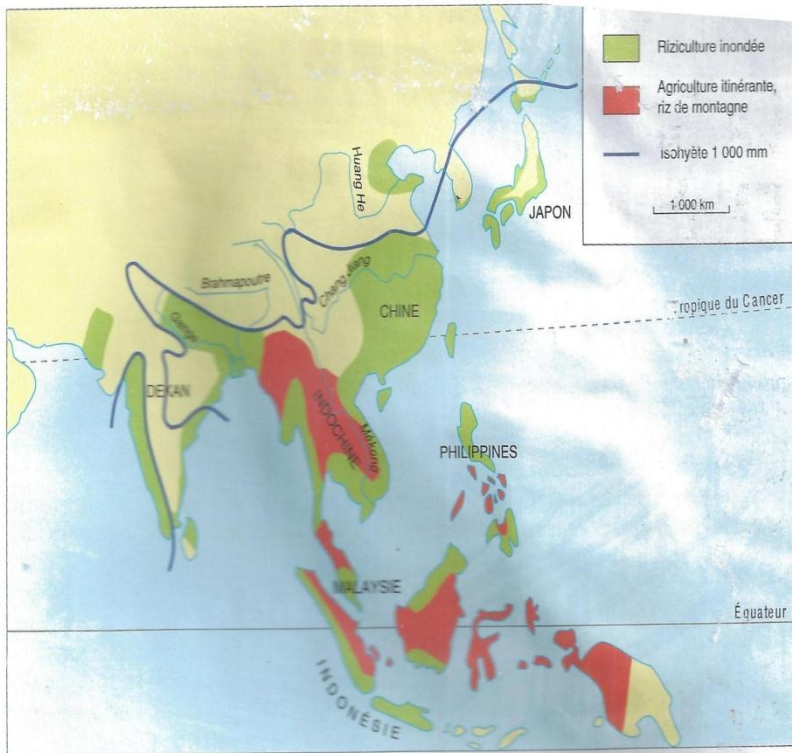 Riziculture inondée
Agriculture itinérante,
riz de montagne
Isohyète 1 000 mm
1 000 km
Huang He
JAPON
Brahmapoutre
Chang Jiang
CHINE
Gange
Tropique du Cancer
DEKAN
INDOCHINE
Mékong
PHILIPPINES
MALAYSIE
Équateur
INDONÉSIE